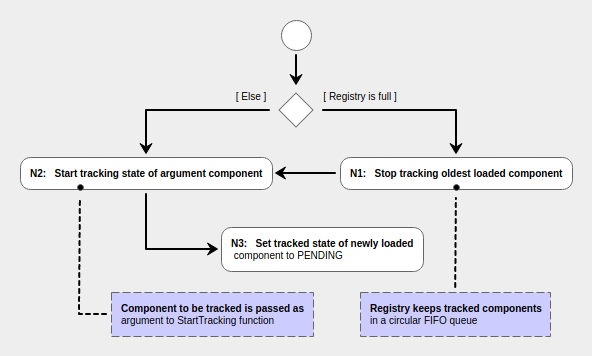 [ Else ]
[ Registry is full ]
N2: Start tracking state of argument component
N1: Stop tracking oldest loaded component
N3: Set tracked state of newly loaded
component to PENDING
Component to be tracked is passed as
argument to StartTracking function
Registry keeps tracked components
in a circular FIFO queue